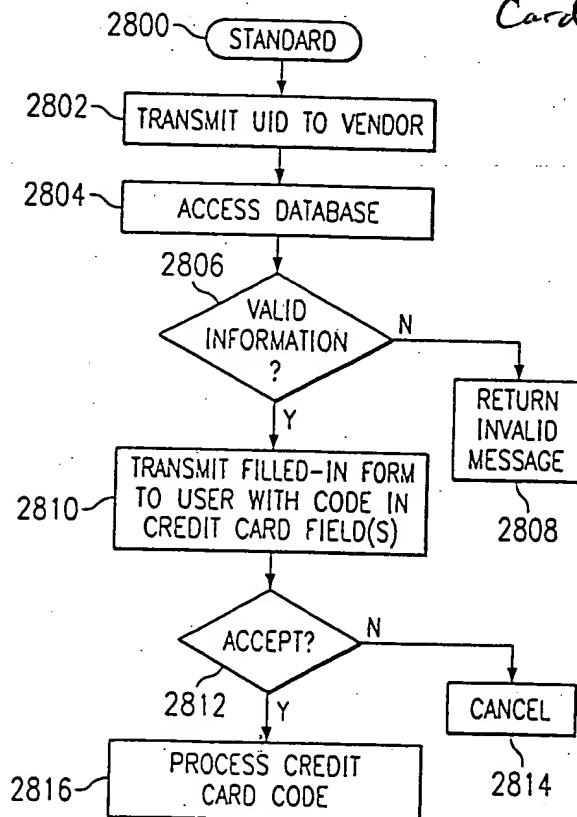 Card
2800
STANDARD
2802
TRANSMIT UID TO VENDOR
2804
ACCESS DATABASE
2806
VALID
INFORMATION
?
N
Y
RETURN
INVALID
MESSAGE
2808
2810
TRANSMIT FILLED-IN FORM
TO USER WITH CODE IN
CREDIT CARD FIELD(S)
ACCEPT?
N
2812
Y
CANCEL
2814
2816
PROCESS CREDIT
CARD CODE